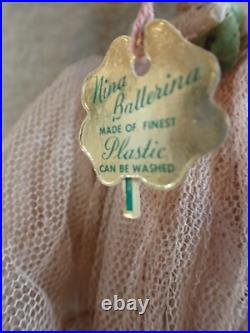 Nina
Ballerina
MADE OF FINEST
Plastic
CAN BE WASHED